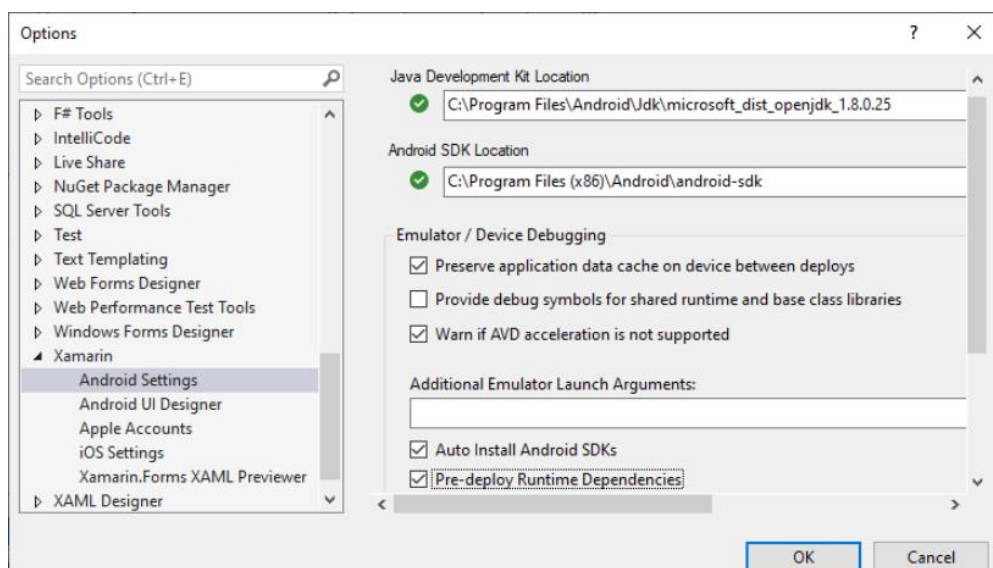 Options
?
Search Options (Ctrl+E)
F# Tools
IntelliCode
Live Share
NuGet Package Manager
SQL Server Tools
Test
Text Templating
Web Forms Designer
Web Performance Test Tools
Windows Forms Designer
Xamarin
Android Settings
Android UI Designer
Apple Accounts
iOS Settings
Xamarin.Forms XAML Previewer
XAML Designer
Java Development Kit Location
C:\Program Files\Android\Jdk\microsoft_dist_openjdk_1.8.0.25
Android SDK Location
C:\Program Files (x86)\Android\android-sdk
Emulator / Device Debugging
Preserve application data cache on device between deploys
Provide debug symbols for shared runtime and base class libraries
Warn if AVD acceleration is not supported
Additional Emulator Launch Arguments:
Auto Install Android SDKs
Pre-deploy Runtime Dependencies
OK
Cancel